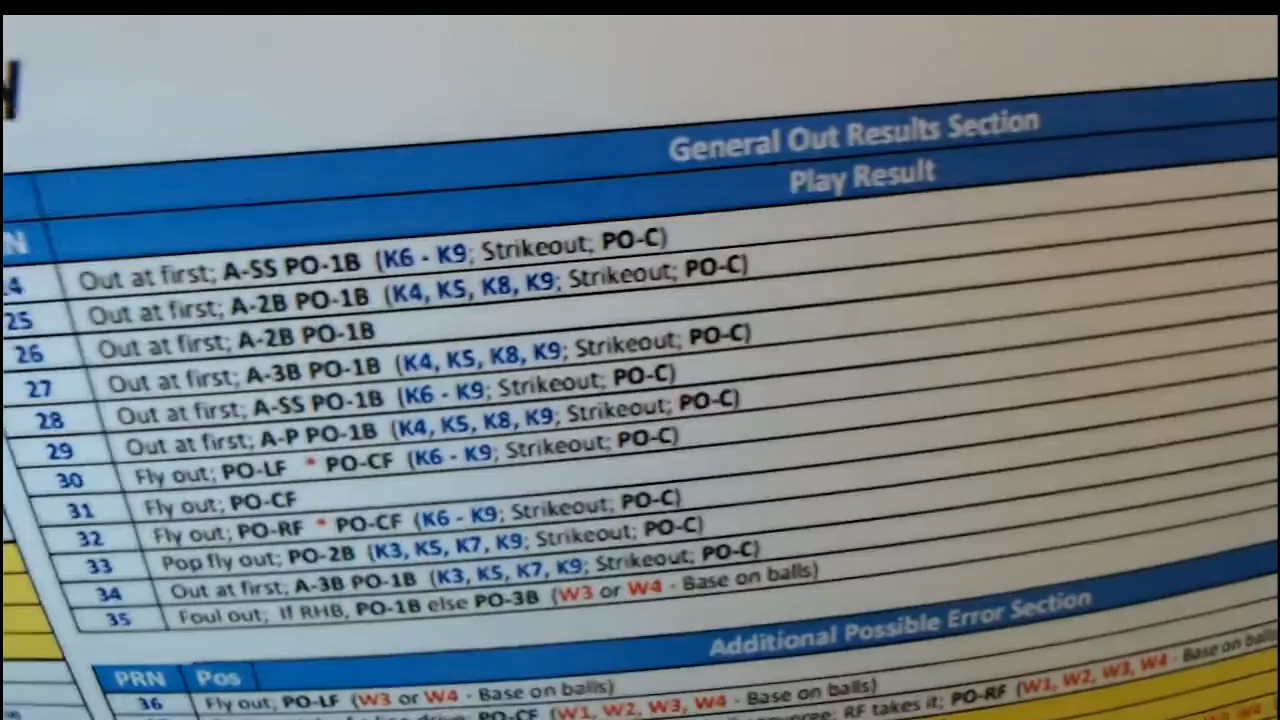 General Out Results Section
Play Result
N
4 Out at first; A-SS PO-1B (K6 - K9; Strikeout; PO-C)
25 Out at first; A-2B PO-1B (K4, K5, K8, K9; Strikeout; PO-C)
26 Out at first; A-2B PO-1B
27 Out at first; A-3B PO-1B (K4, K5, K8, K9; Strikeout; PO-C)
28 Out at first; A-SS PO-1B (K6 - K9; Strikeout; PO-C)
29 Out at first; A-P PO-1B (K4, K5, K8, K9; Strikeout; PO-C)
30 Fly out; PO-LF * PO-CF (K6 - K9; Strikeout; PO-C)
31 Fly out; PO-CF
32 Fly out; PO-RF * PO-CF (K6 - K9; Strikeout; PO-C)
33 Pop fly out; PO-2B (K3, K5, K7, K9; Strikeout; PO-C)
34 Out at first; A-3B PO-1B (K3, K5, K7, K9; Strikeout; PO-C)
35 Foul out; If RHB, PO-1B else PO-3B (W3 or W4 - Base on balls)
Additional Possible Error Section
PRN Pos
36 Fly out; PO-LF (W3 or W4 - Base on balls)
PO-CF (W1, W2, W3, W4 - Base on balls)
RF takes it; PO-RF (W1, W2, W3, W4 - Base on balls